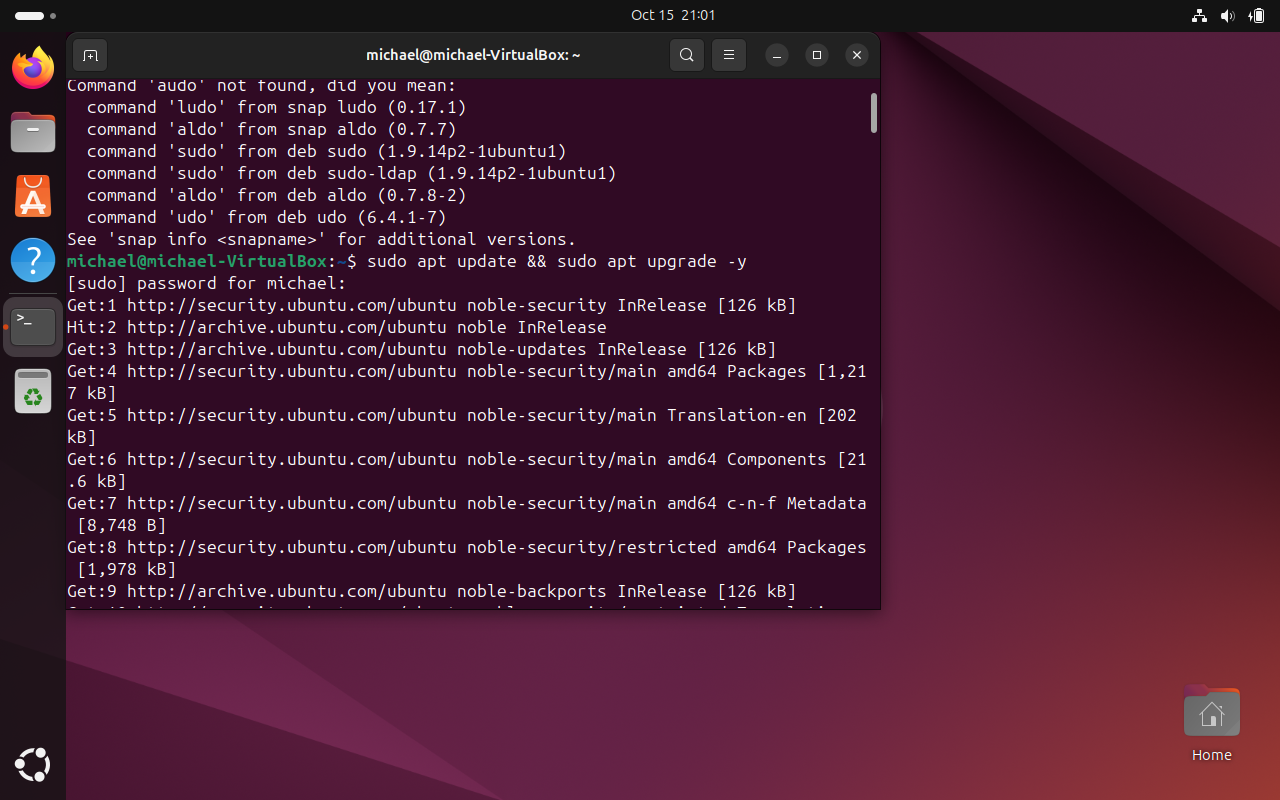 Oct 15 21:01
michael@michael-VirtualBox: ~
Command 'audo' not found, did you mean:
command 'ludo' from snap ludo (0.17.1)
command 'aldo' from snap aldo (0.7.7)
command 'sudo' from deb sudo (1.9.14p2-1ubuntu1)
command 'sudo' from deb sudo-ldap (1.9.14p2-1ubuntu1)
command 'aldo' from deb aldo (0.7.8-2)
command 'udo' from deb udo (6.4.1-7)
See 'snap info <snapname>' for additional versions.
michael@michael-VirtualBox:~$ sudo apt update && sudo apt upgrade -y
[sudo] password for michael:
Get:1 http://security.ubuntu.com/ubuntu noble-security InRelease [126 kB]
Hit:2 http://archive.ubuntu.com/ubuntu noble InRelease
Get:3 http://archive.ubuntu.com/ubuntu noble-updates InRelease [126 kB]
Get:4 http://security.ubuntu.com/ubuntu noble-security/main amd64 Packages [1,21
7 kB]
Get:5 http://security.ubuntu.com/ubuntu noble-security/main Translation-en [202
kB]
Get:6 http://security.ubuntu.com/ubuntu noble-security/main amd64 Components [21
.6 kB]
Get:7 http://security.ubuntu.com/ubuntu noble-security/main amd64 c-n-f Metadata
[8,748 B]
Get:8 http://security.ubuntu.com/ubuntu noble-security/restricted amd64 Packages
[1,978 kB]
Get:9 http://archive.ubuntu.com/ubuntu noble-backports InRelease [126 kB]
Home